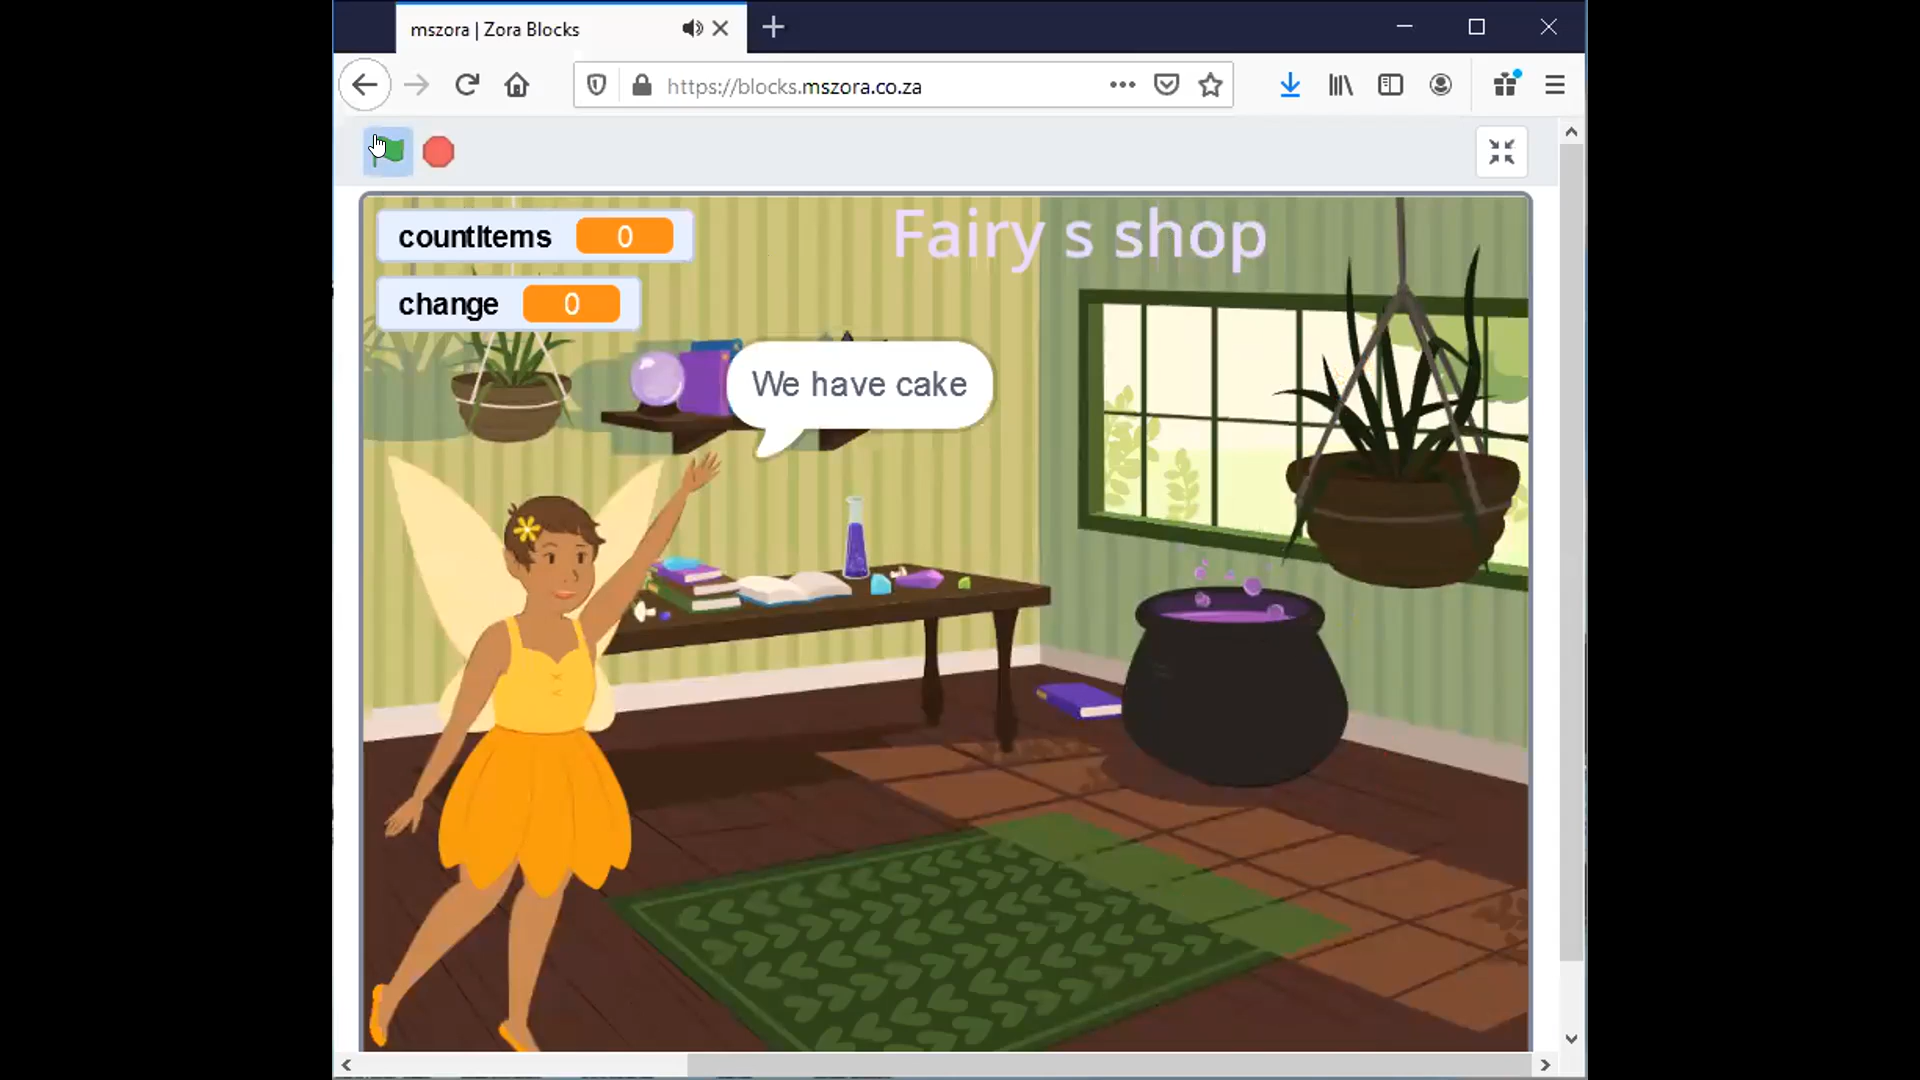 mszora | Zora Blocks
https://blocks.mszora.co.za
countItems 0
Fairy s shop
change 0
We have cake